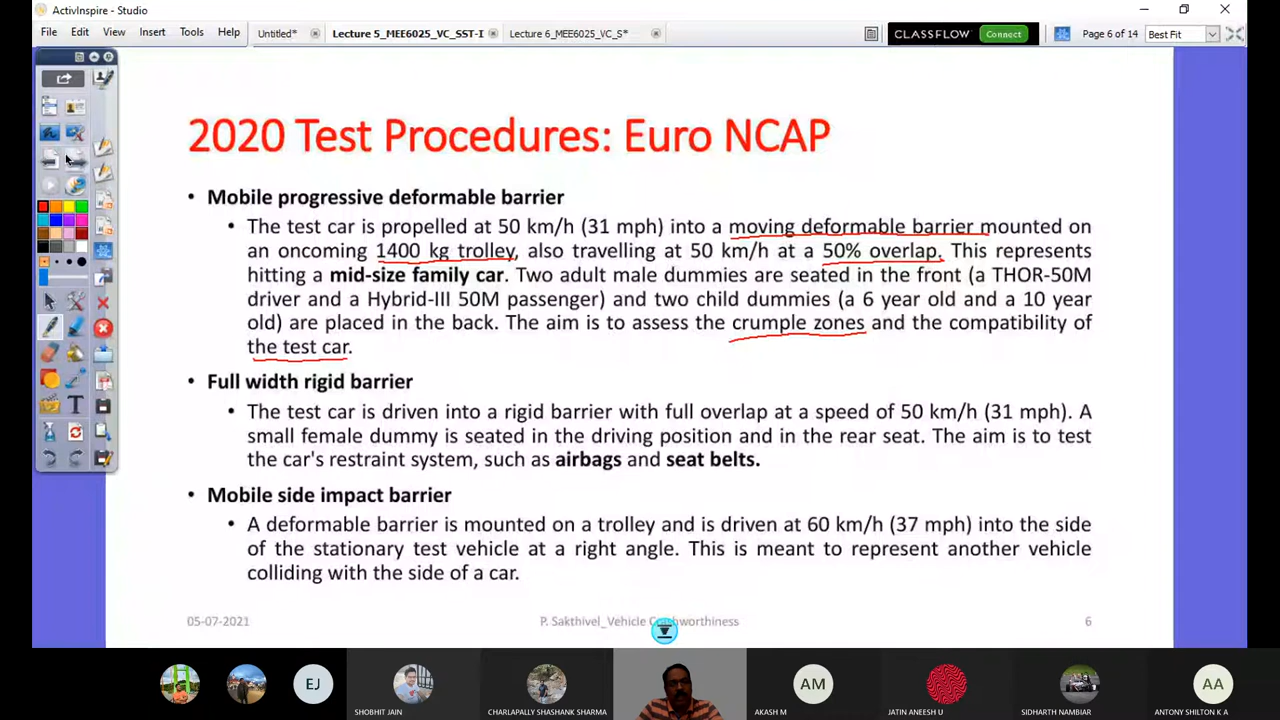 ActivInspire - Studio
File Edit View Insert Tools Help
Untitled* Lecture 5_MEE6025_VC_SST-I Lecture 6_MEE6025_VC_S*
CLASSFLOW Connect Page 6 of 14 Best Fit
2020 Test Procedures: Euro NCAP
• Mobile progressive deformable barrier
• The test car is propelled at 50 km/h (31 mph) into a moving deformable barrier mounted on
an oncoming 1400 kg trolley, also travelling at 50 km/h at a 50% overlap. This represents
hitting a mid-size family car. Two adult male dummies are seated in the front (a THOR-50M
driver and a Hybrid-III 50M passenger) and two child dummies (a 6 year old and a 10 year
old) are placed in the back. The aim is to assess the crumple zones and the compatibility of
the test car.
• Full width rigid barrier
• The test car is driven into a rigid barrier with full overlap at a speed of 50 km/h (31 mph). A
small female dummy is seated in the driving position and in the rear seat. The aim is to test
the car's restraint system, such as airbags and seat belts.
• Mobile side impact barrier
• A deformable barrier is mounted on a trolley and is driven at 60 km/h (37 mph) into the side
of the stationary test vehicle at a right angle. This is meant to represent another vehicle
colliding with the side of a car.
05-07-2021 P. Sakthivel_Vehicle Crashworthiness 6
EJ AM AA
SHOBHIT JAIN CHARLAPALLY SHASHANK SHARMA AKASH M JATIN ANEESH U SIDHARTH NAMBIAR ANTONY SHILTON K A